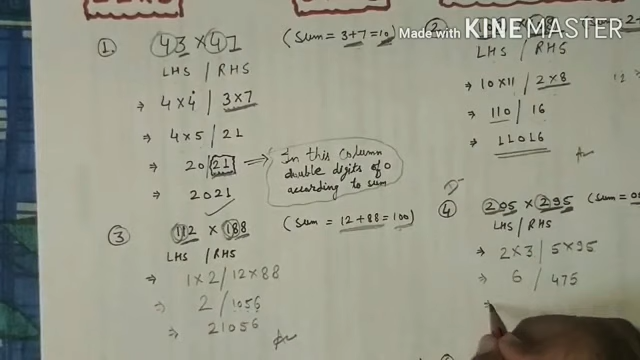 Made with KINEMASTER
① 43 × 41 (Sum = 3+7=10)
LHS / RHS
⇒ 4×4 / 3×7
⇒ 4×5 / 21
⇒ 20/21 ⇒ In this column double digits of 0 according to sum
⇒ 2021
②
LHS / RHS
⇒ 10×11 / 2×8
⇒ 110 / 16
⇒ 11016
③ 112 × 188 (Sum = 12+88=100)
LHS / RHS
⇒ 1×2 / 12×88
⇒ 2 / 1056
⇒ 21056
④ 205 × 295 (Sum =
LHS / RHS
⇒ 2×3 / 5×95
⇒ 6 / 475
⇒